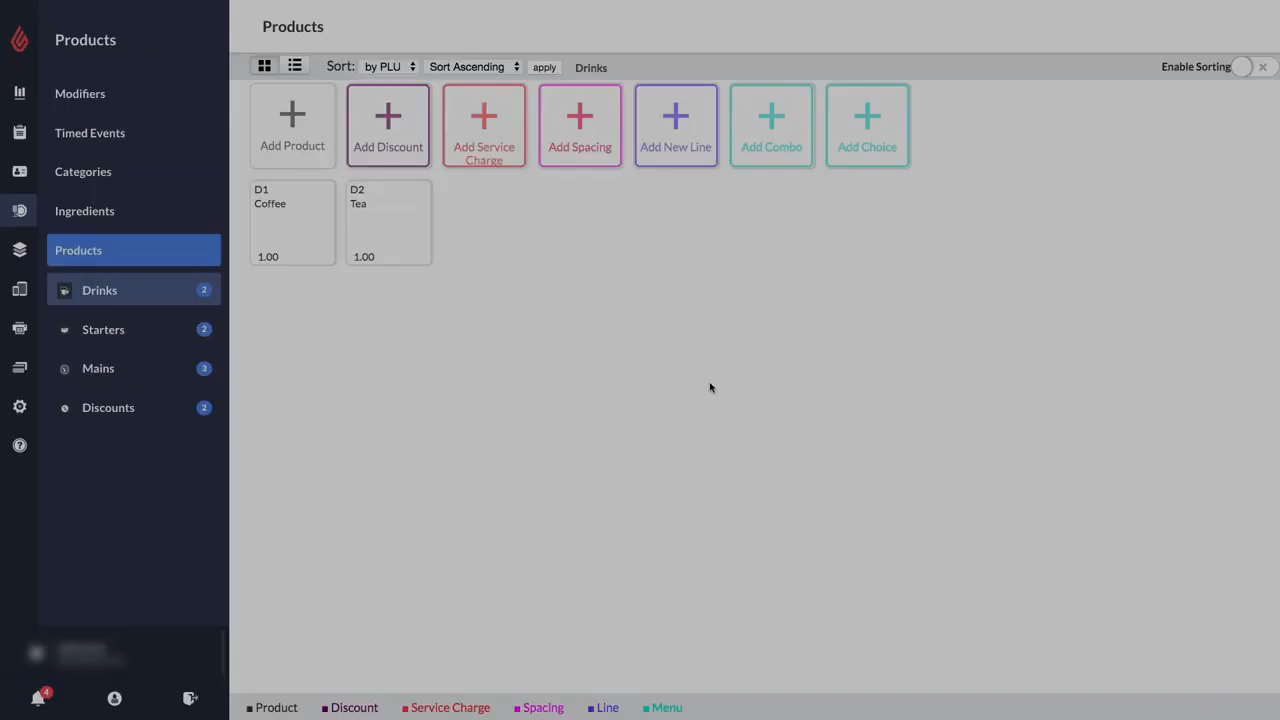 Products
Modifiers
Timed Events
Categories
Ingredients
Products
Drinks 2
Starters 2
Mains 3
Discounts 2
4
Products
Sort: by PLU Sort Ascending apply Drinks
Enable Sorting
Add Product
Add Discount
Add Service
Charge
Add Spacing
Add New Line
Add Combo
Add Choice
D1
Coffee
1.00
D2
Tea
1.00
Product Discount Service Charge Spacing Line Menu